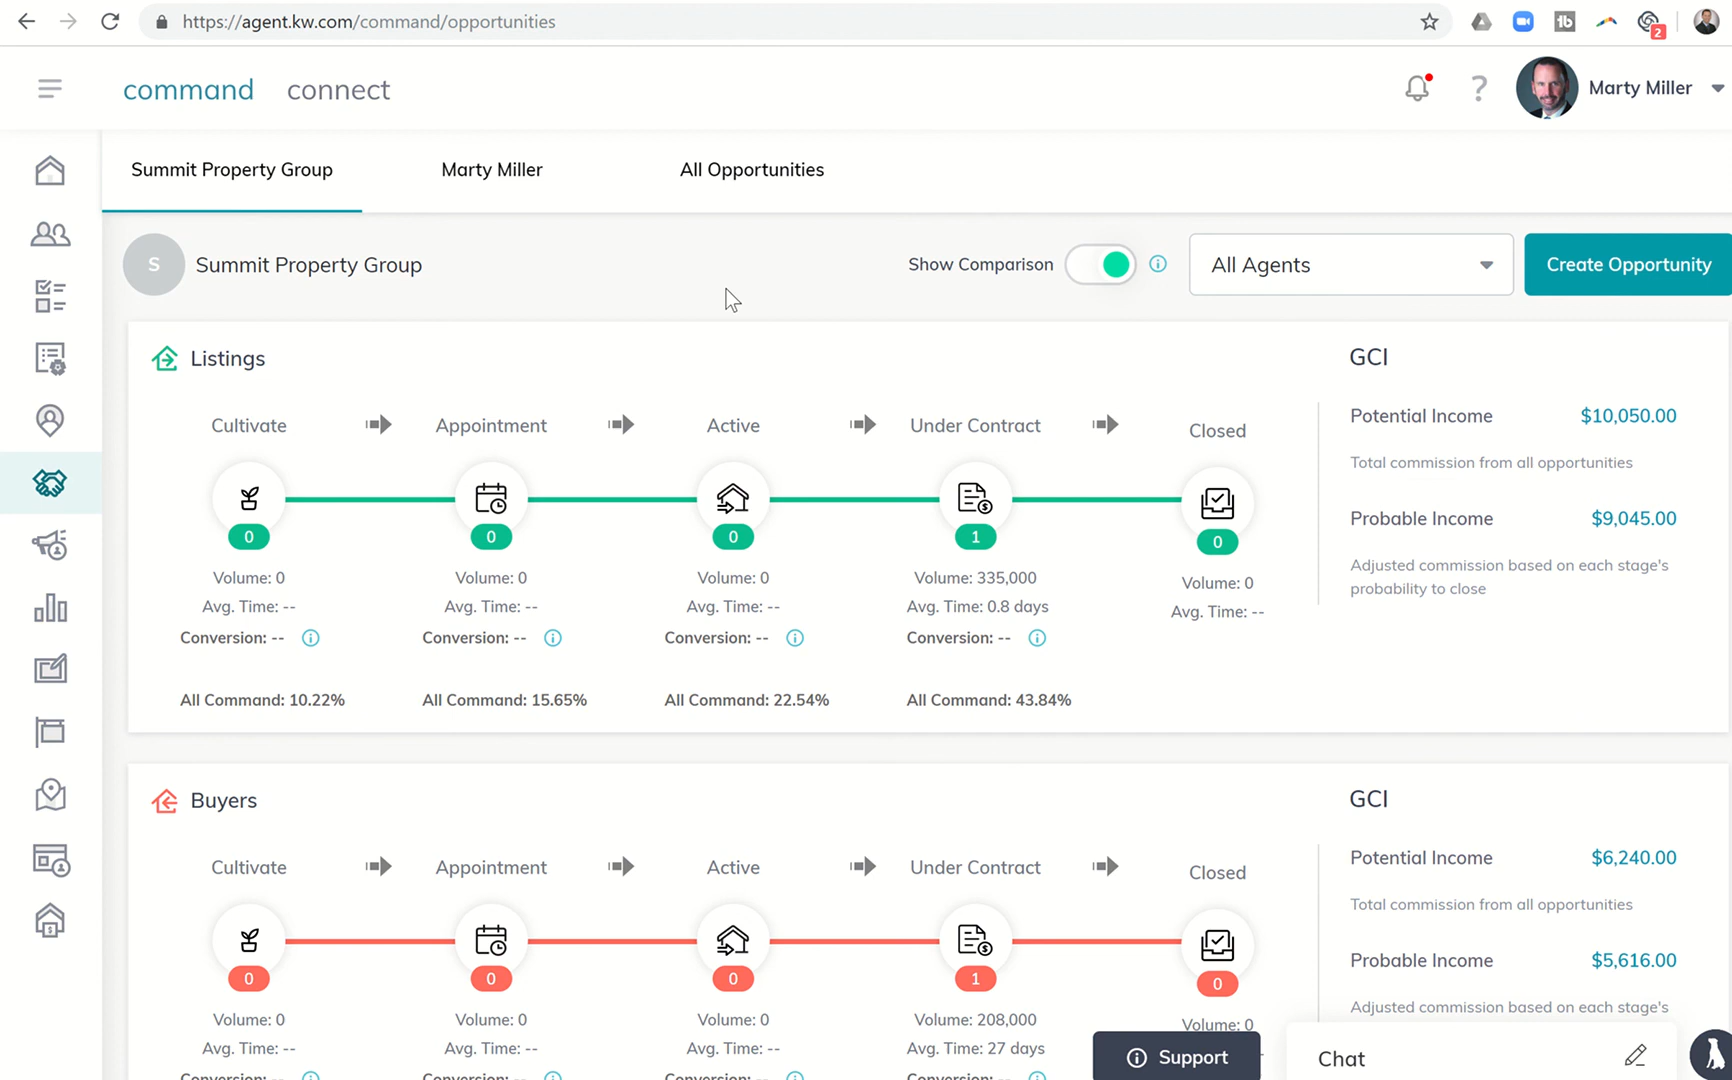 https://agent.kw.com/command/opportunities
2
command connect
?
Marty Miller
Summit Property Group Marty Miller All Opportunities
S Summit Property Group Show Comparison All Agents Create Opportunity
Listings
GCI
Cultivate Appointment Active Under Contract Closed
0 0 0 1 0
Volume: 0 Volume: 0 Volume: 0 Volume: 335,000 Volume: 0
Avg. Time: -- Avg. Time: -- Avg. Time: -- Avg. Time: 0.8 days Avg. Time: --
Conversion: -- Conversion: -- Conversion: -- Conversion: --
All Command: 10.22% All Command: 15.65% All Command: 22.54% All Command: 43.84%
Potential Income $10,050.00
Total commission from all opportunities
Probable Income $9,045.00
Adjusted commission based on each stage's
probability to close
Buyers
GCI
Cultivate Appointment Active Under Contract Closed
0 0 0 1 0
Volume: 0 Volume: 0 Volume: 0 Volume: 208,000 Volume: 0
Avg. Time: -- Avg. Time: -- Avg. Time: -- Avg. Time: 27 days
Conversion: -- Conversion: -- Conversion: -- Conversion: --
Potential Income $6,240.00
Total commission from all opportunities
Probable Income $5,616.00
Adjusted commission based on each stage's
Support
Chat